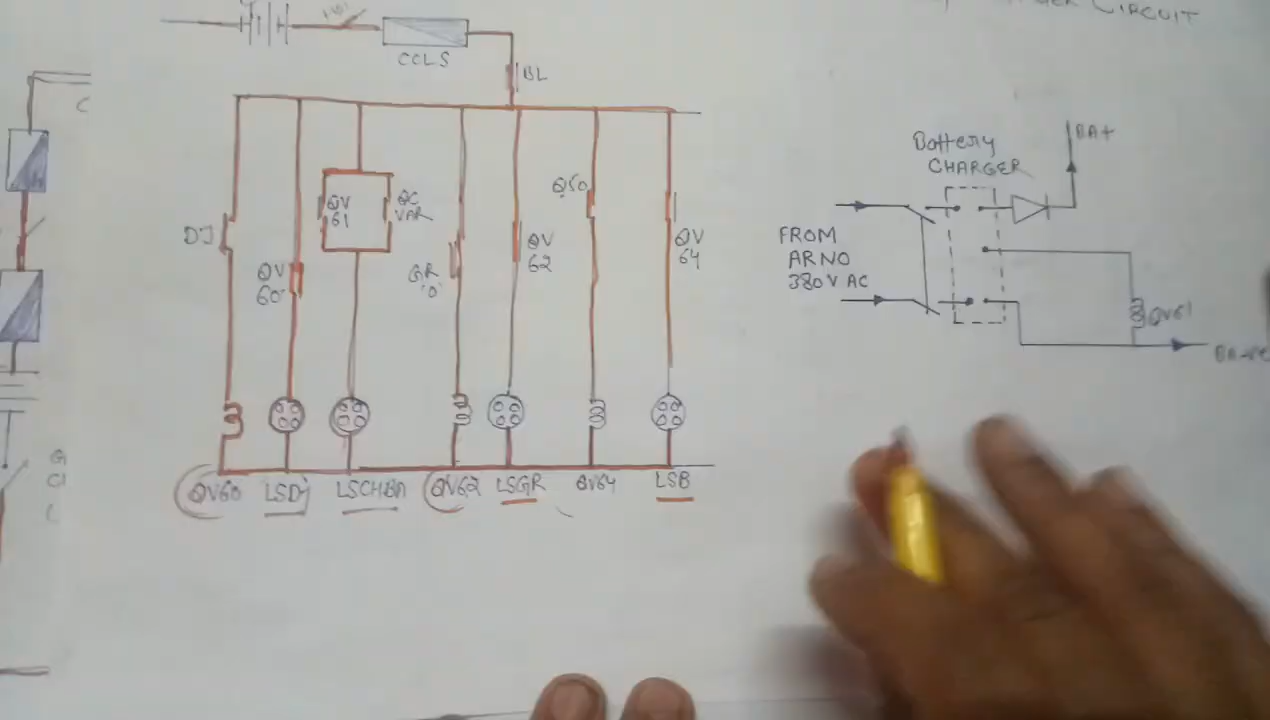 CIRCUIT
CCLS
BL
C
Battery
CHARGER
BA+
DJ
QV
60
QV
61
QC
VAR
GR
'0'
QV
62
Q50
QV
64
FROM
ARNO
380V AC
QV61
QV60
LSDj
LSCHBA
QV62
LSGR
QV64
LSB